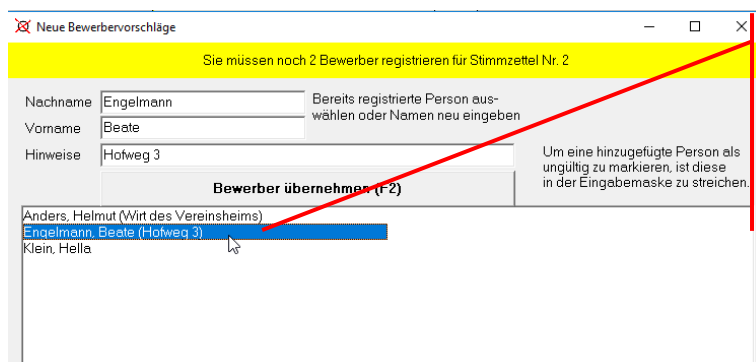 Neue Bewerbervorschläge
Sie müssen noch 2 Bewerber registrieren für Stimmzettel Nr. 2
Nachname Engelmann
Bereits registrierte Person aus-
wählen oder Namen neu eingeben
Vorname Beate
Hinweise Hofweg 3
Um eine hinzugefügte Person als
ungültig zu markieren, ist diese
in der Eingabemaske zu streichen.
Bewerber übernehmen (F2)
Anders, Helmut (Wirt des Vereinsheims)
Engelmann, Beate (Hofweg 3)
Klein, Hella